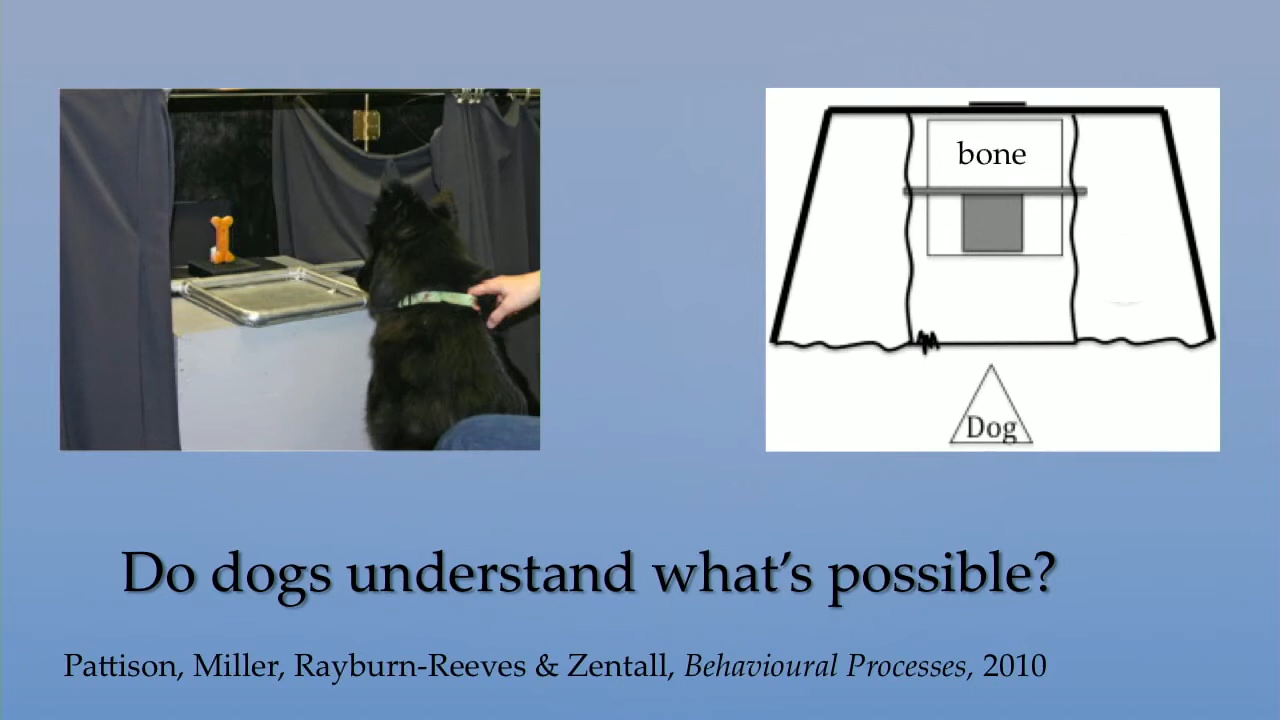 bone
Dog
Do dogs understand what's possible?
Pattison, Miller, Rayburn-Reeves & Zentall, Behavioural Processes, 2010